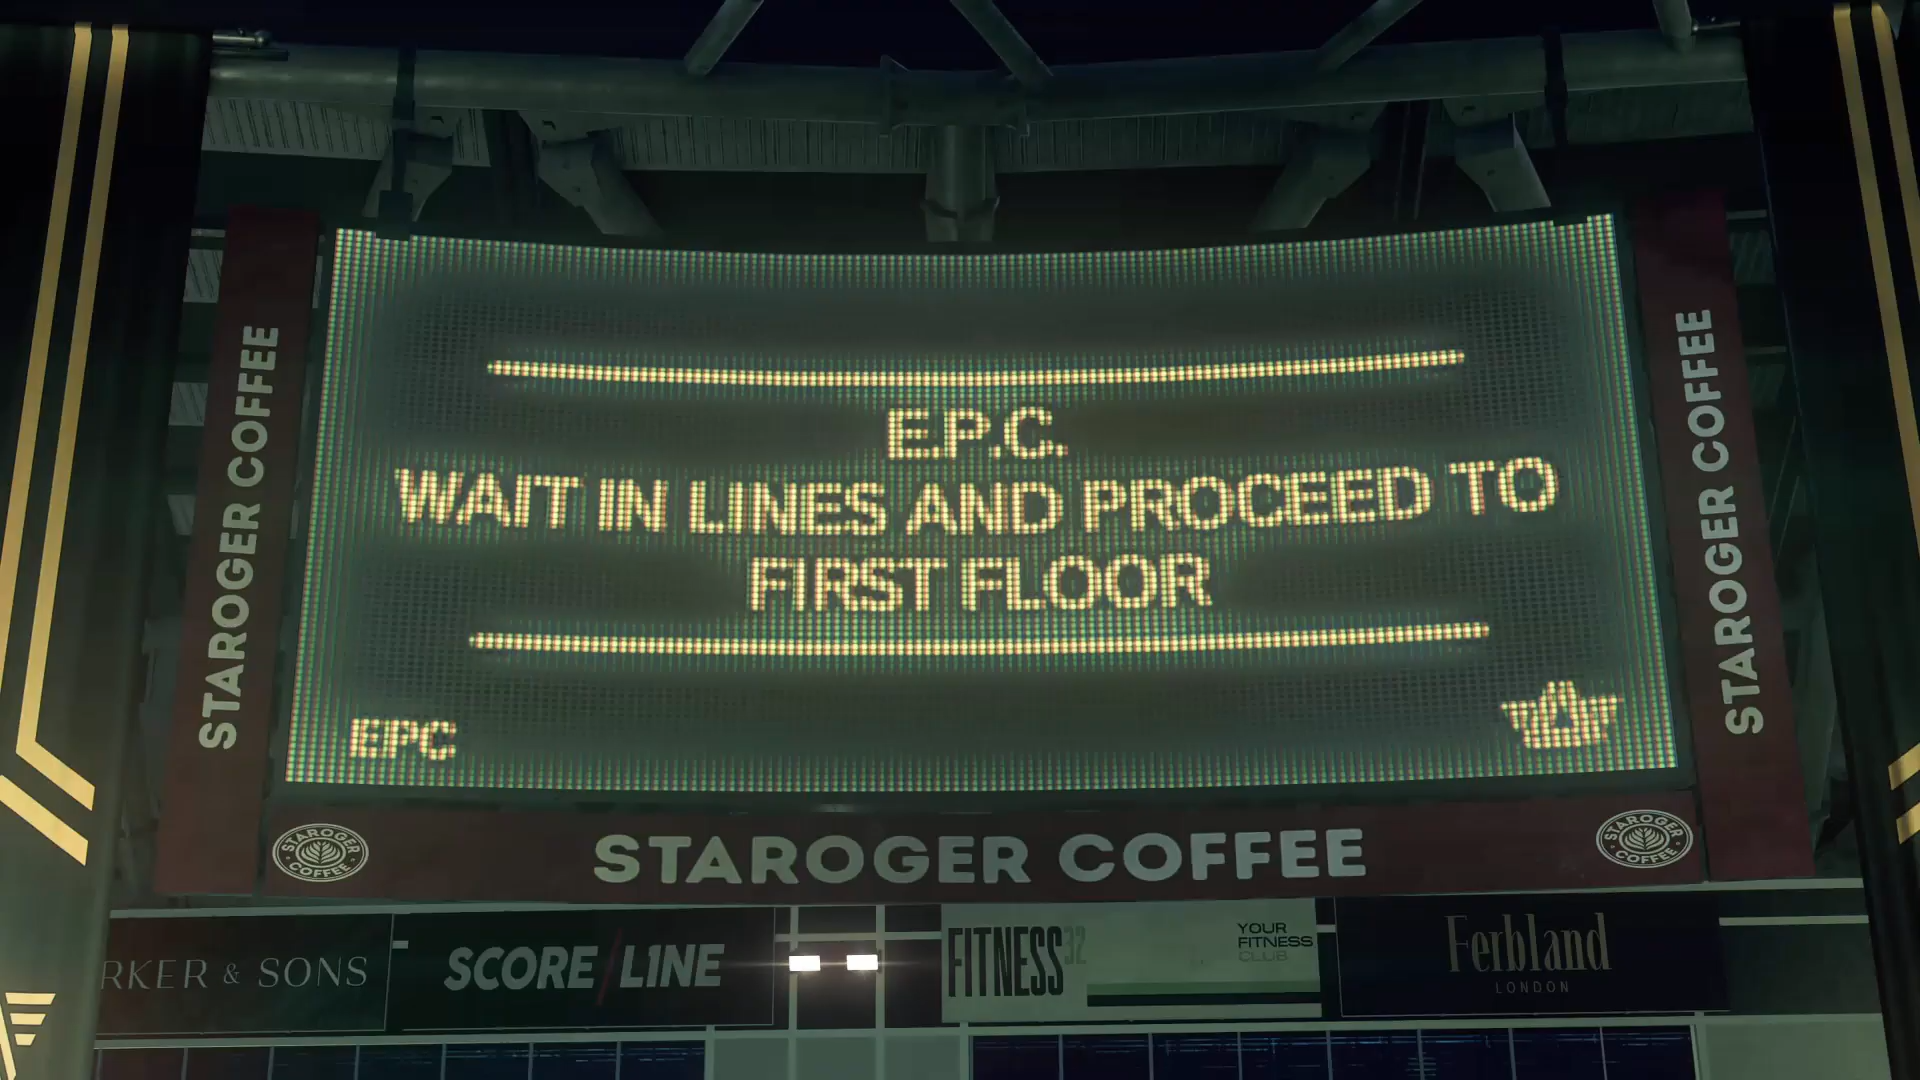 E.P.C.
WAIT IN LINES AND PROCEED TO
FIRST FLOOR
EPC
STAROGER COFFEE
STAROGER COFFEE
STAROGER COFFEE
STAROGER COFFEE
STAROGER COFFEE
RKER & SONS
SCORE/L1NE
FITNESS32
YOUR
FITNESS
CLUB
Ferbland
LONDON